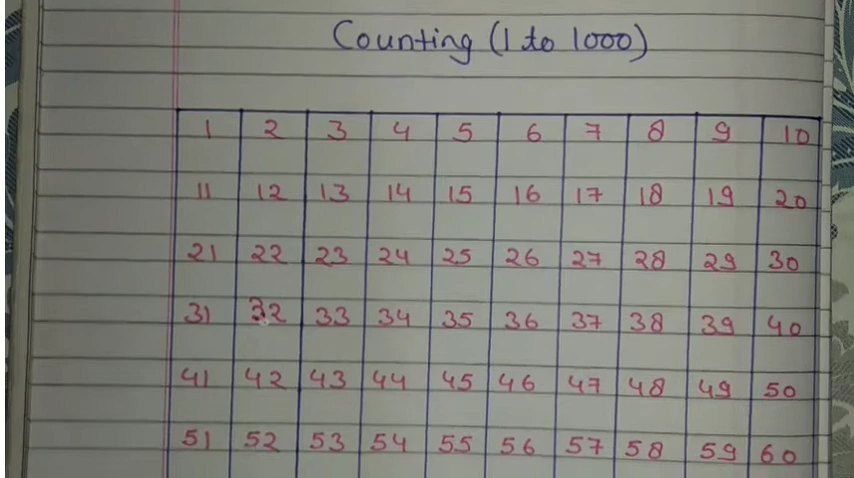 Counting (1 to 1000)
1 2 3 4 5 6 7 8 9 10
11 12 13 14 15 16 17 18 19 20
21 22 23 24 25 26 27 28 29 30
31 32 33 34 35 36 37 38 39 40
41 42 43 44 45 46 47 48 49 50
51 52 53 54 55 56 57 58 59 60